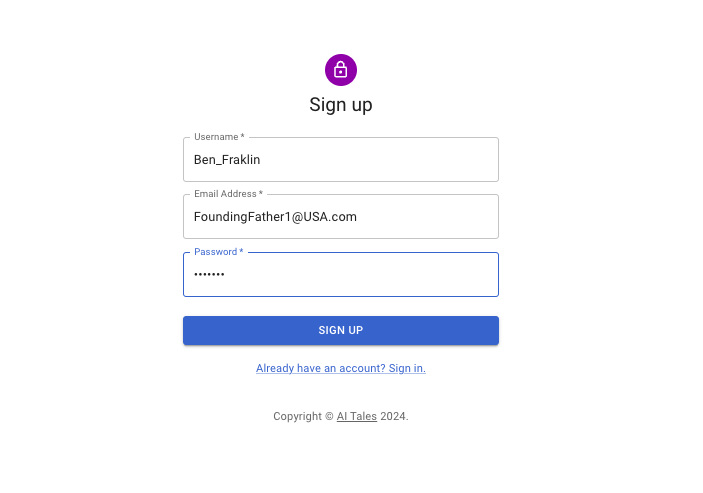 Sign up
Username *
Ben_Fraklin
Email Address *
FoundingFather1@USA.com
Password *
•••••••
SIGN UP
Already have an account? Sign in.
Copyright © AI Tales 2024.